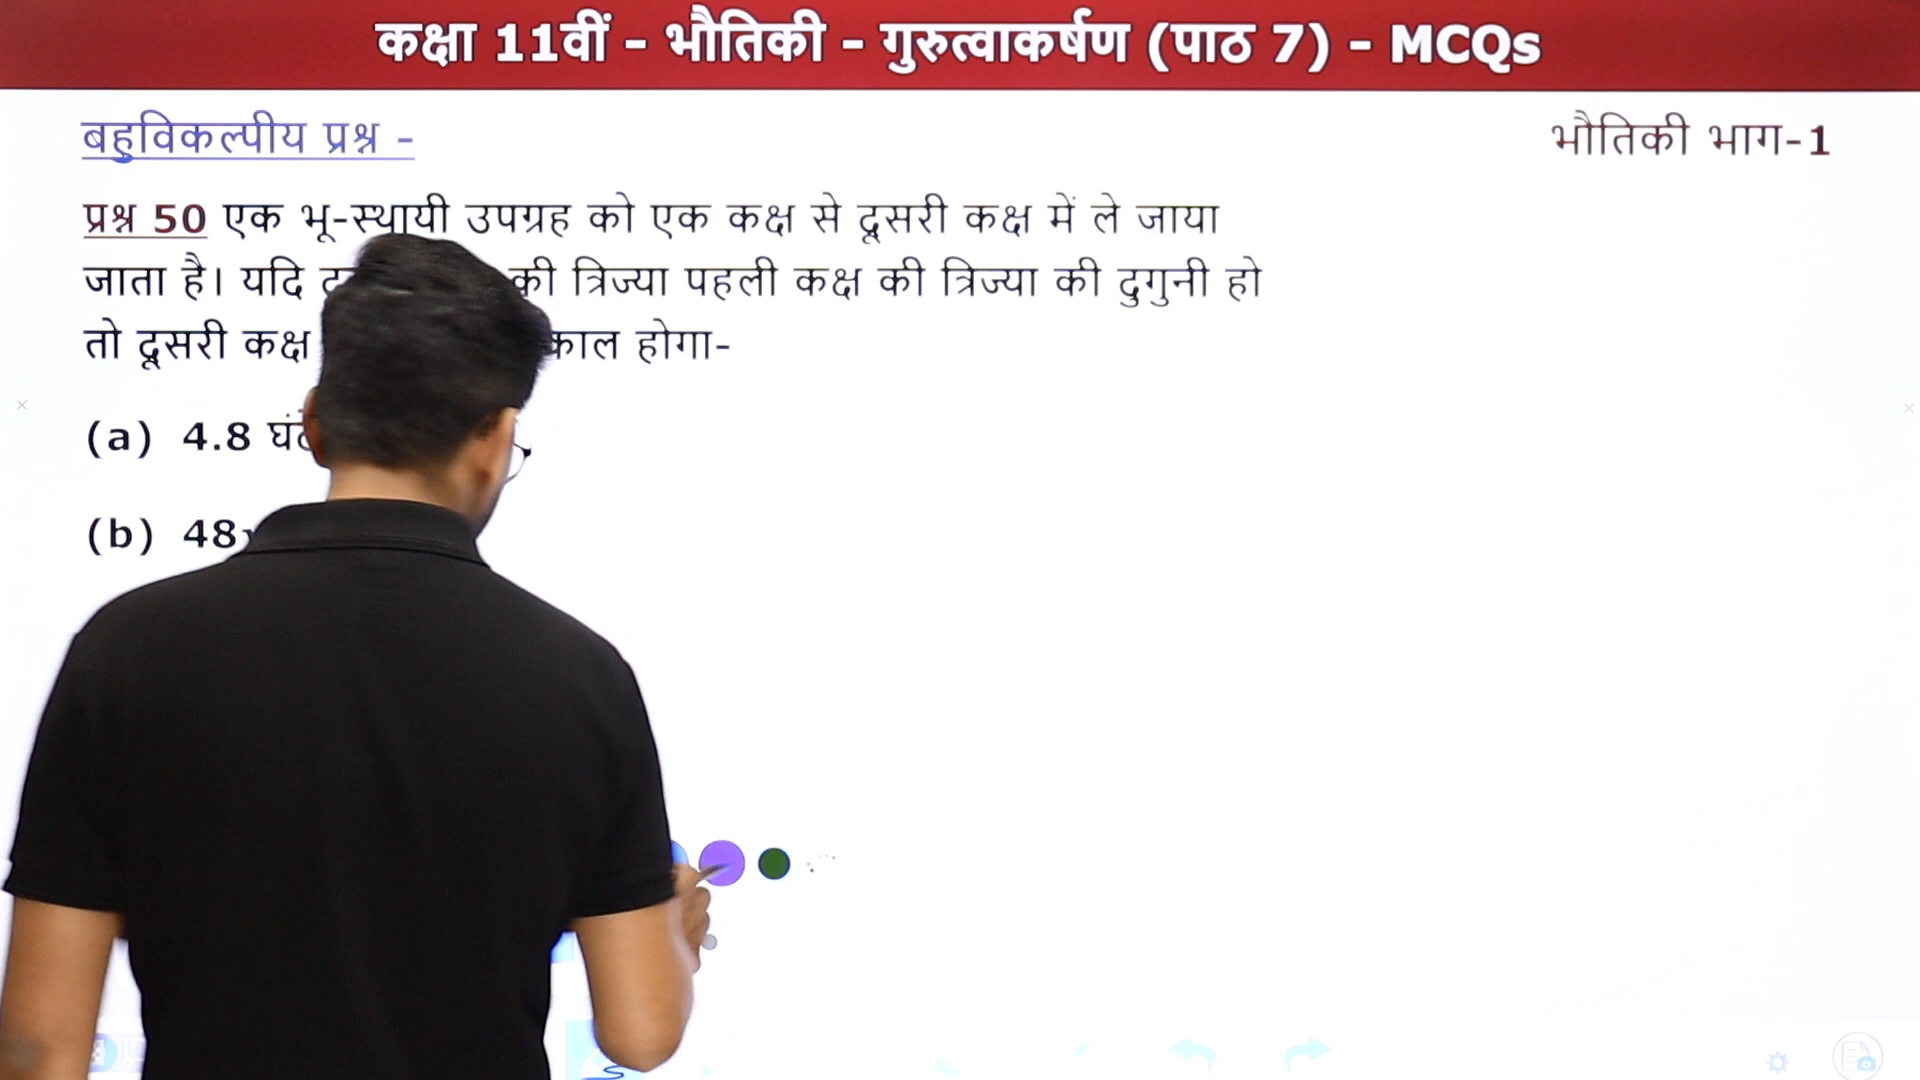 कक्षा 11वीं - भौतिकी - गुरुत्वाकर्षण (पाठ 7) - MCQs
बहुविकल्पीय प्रश्न -
भौतिकी भाग-1
प्रश्न 50 एक भू-स्थायी उपग्रह को एक कक्ष से दूसरी कक्ष में ले जाया
जाता है। यदि की त्रिज्या पहली कक्ष की त्रिज्या की दुगुनी हो
तो दूसरी कक्ष काल होगा-
(a) 4.8
(b) 48